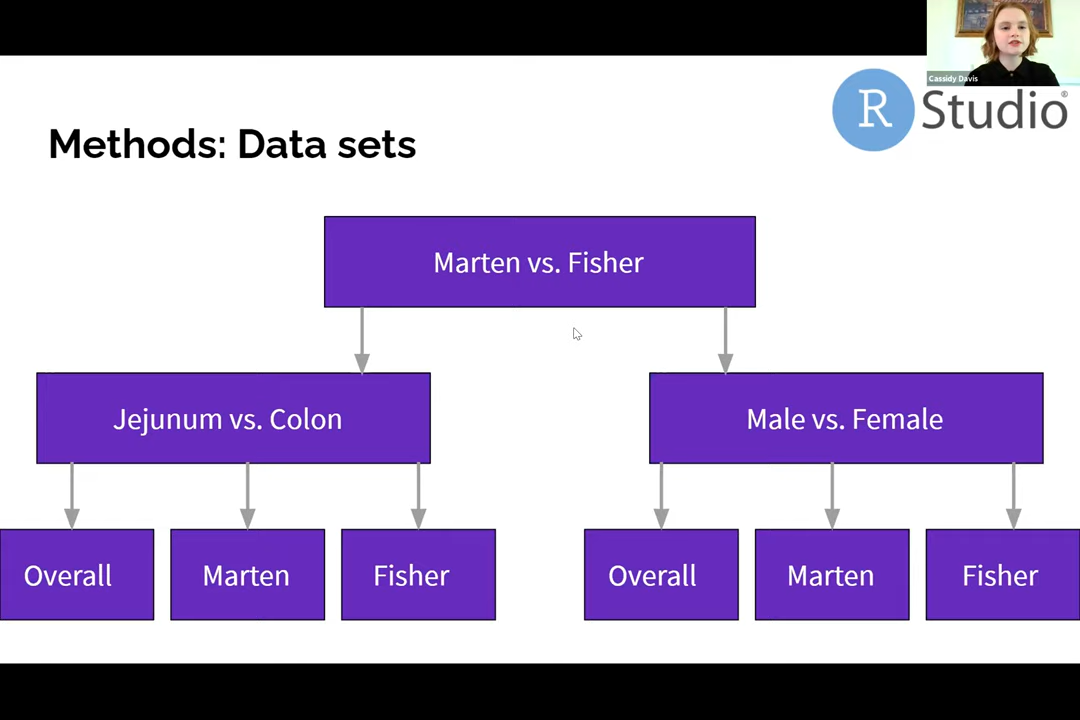 Cassidy Davis
R Studio®
Methods: Data sets
Marten vs. Fisher
Jejunum vs. Colon
Male vs. Female
Overall
Marten
Fisher
Overall
Marten
Fisher